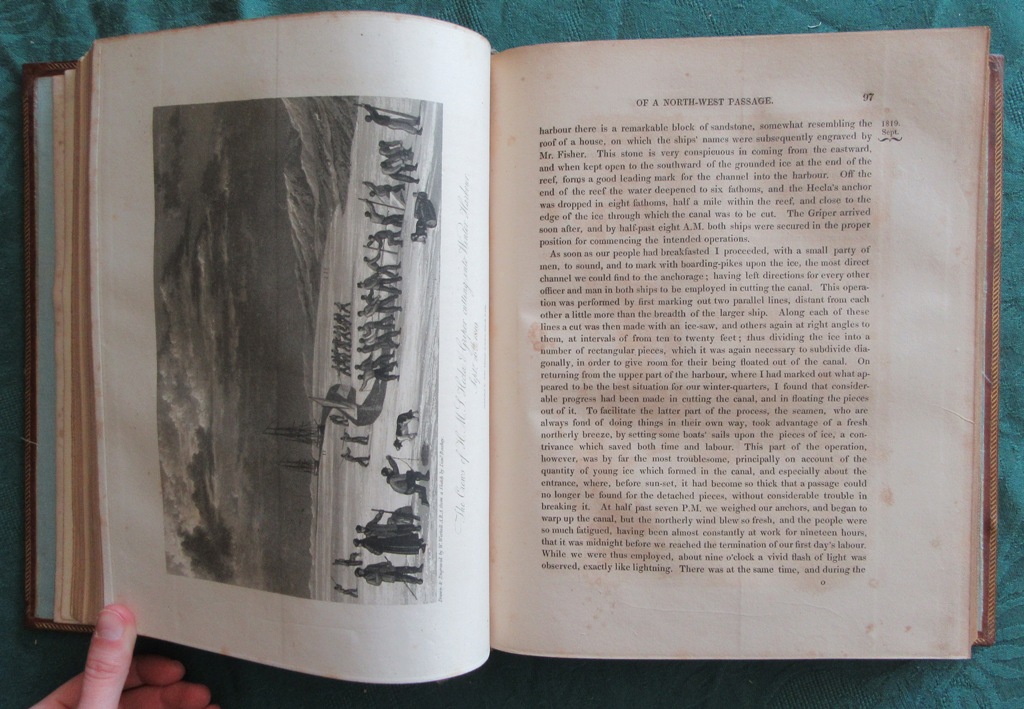 The Crews of H.M.S. Hecla & Griper cutting into Winter Harbour
OF A NORTH-WEST PASSAGE.
97
1819.
Sept.
harbour there is a remarkable block of sandstone, somewhat resembling the
roof of a house, on which the ships' names were subsequently engraved by
Mr. Fisher. This stone is very conspicuous in coming from the eastward,
and when kept open to the southward of the grounded ice at the end of the
reef, forms a good leading mark for the channel into the harbour. Off the
end of the reef the water deepened to six fathoms, and the Hecla's anchor
was dropped in eight fathoms, half a mile within the reef, and close to the
edge of the ice through which the canal was to be cut. The Griper arrived
soon after, and by half-past eight A.M. both ships were secured in the proper
position for commencing the intended operations.
As soon as our people had breakfasted I proceeded, with a small party of
men, to sound, and to mark with boarding-pikes upon the ice, the most direct
channel we could find to the anchorage; having left directions for every other
officer and man in both ships to be employed in cutting the canal. This opera-
tion was performed by first marking out two parallel lines, distant from each
other a little more than the breadth of the larger ship. Along each of these
lines a cut was then made with an ice-saw, and others again at right angles to
them, at intervals of from ten to twenty feet; thus dividing the ice into a
number of rectangular pieces, which it was again necessary to subdivide dia-
gonally, in order to give room for their being floated out of the canal. On
returning from the upper part of the harbour, where I had marked out what ap-
peared to be the best situation for our winter-quarters, I found that consider-
able progress had been made in cutting the canal, and in floating the pieces
out of it. To facilitate the latter part of the process, the seamen, who are
always fond of doing things in their own way, took advantage of a fresh
northerly breeze, by setting some boats' sails upon the pieces of ice, a con-
trivance which saved both time and labour. This part of the operation,
however, was by far the most troublesome, principally on account of the
quantity of young ice which formed in the canal, and especially about the
entrance, where, before sun-set, it had become so thick that a passage could
no longer be found for the detached pieces, without considerable trouble in
breaking it. At half past seven P.M. we weighed our anchors, and began to
warp up the canal, but the northerly wind blew so fresh, and the people were
so much fatigued, having been almost constantly at work for nineteen hours,
that it was midnight before we reached the termination of our first day's labour.
While we were thus employed, about nine o'clock a vivid flash of light was
observed, exactly like lightning. There was at the same time, and during the
O